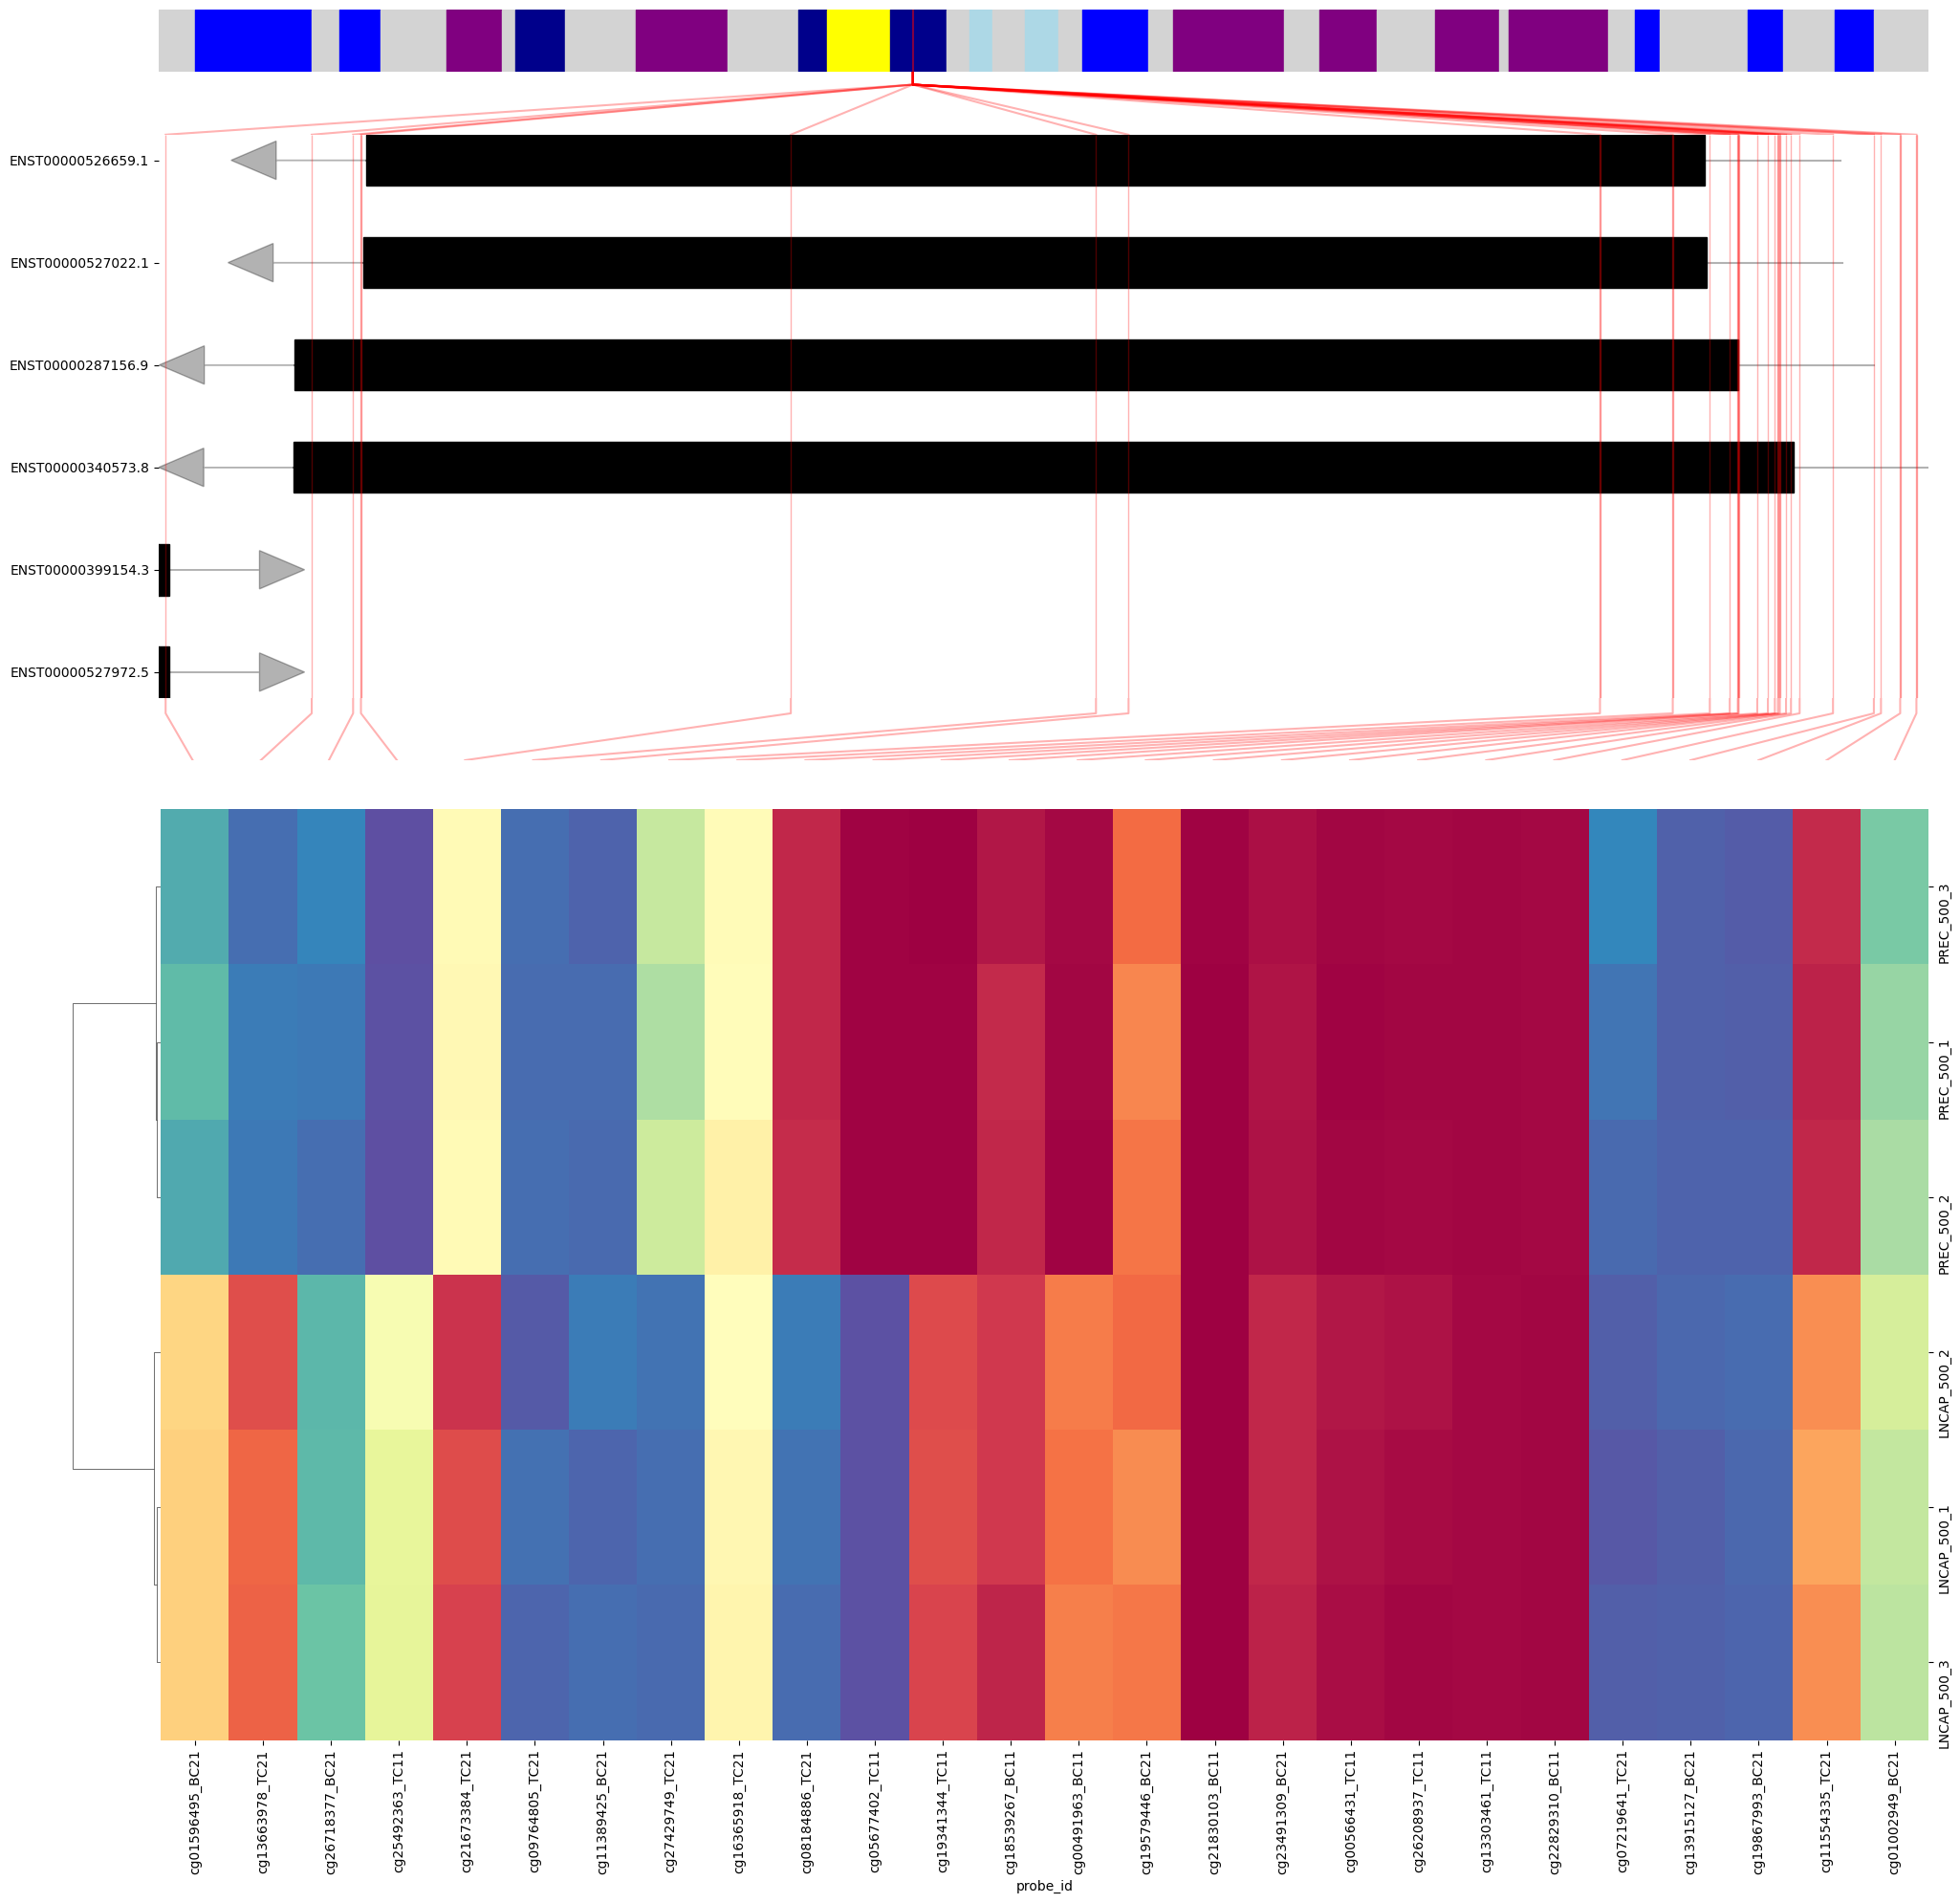 ENST00000526659.1
ENST00000527022.1
ENST00000287156.9
ENST00000340573.8
ENST00000399154.3
ENST00000527972.5
PREC_500_3
PREC_500_1
PREC_500_2
LNCAP_500_2
LNCAP_500_1
LNCAP_500_3
cg01596495_BC21
cg13663978_TC21
cg26718377_BC21
cg25492363_TC11
cg21673384_TC21
cg09764805_TC21
cg11389425_BC21
cg27429749_TC21
cg16365918_TC21
cg08184886_TC21
cg05677402_TC11
cg19341344_TC11
cg18539267_BC11
cg00491963_BC11
cg19579446_BC21
cg21830103_BC11
cg23491309_BC21
cg00566431_TC11
cg26208937_TC11
cg13303461_TC11
cg22829310_BC11
cg07219641_TC21
cg13915127_BC21
cg19867993_BC21
cg11554335_TC21
cg01002949_BC21
probe_id